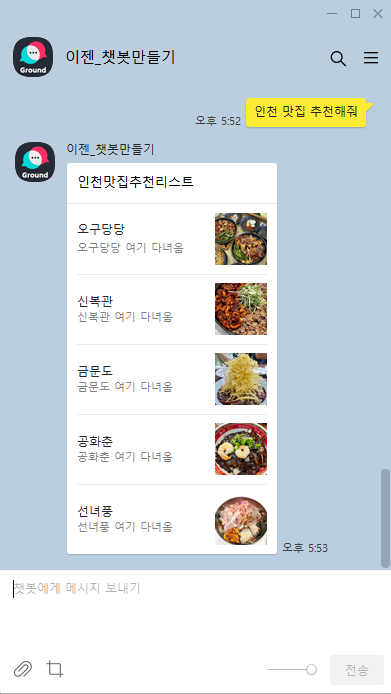 Ground
이젠_챗봇만들기
인천 맛집 추천해줘
오후 5:52
이젠_챗봇만들기
Ground
인천맛집추천리스트
오구당당
오구당당 여기 다녀옴
신복관
신복관 여기 다녀옴
금문도
금문도 여기 다녀옴
공화춘
공화춘 여기 다녀옴
선녀풍
선녀풍 여기 다녀옴
오후 5:53
챗봇에게 메시지 보내기
전송